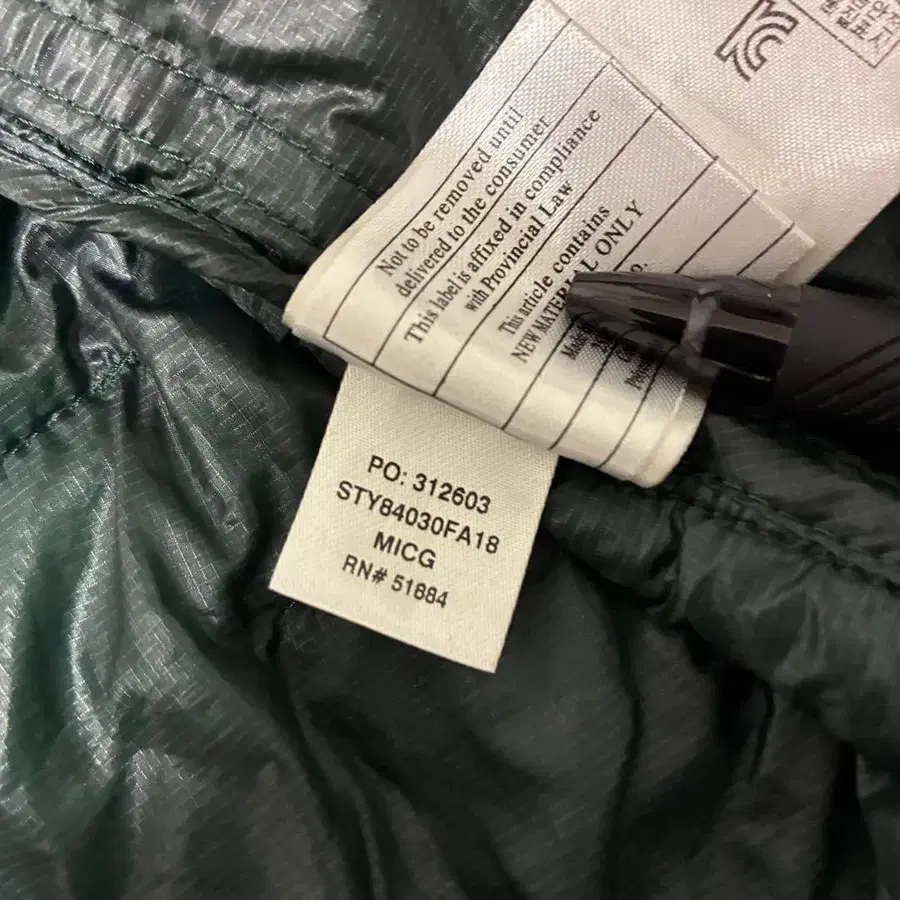 Not to be removed until
delivered to the consumer
This label is affixed in compliance
with Provincial Law
This article contains
NEW MATERIAL ONLY
PO: 312603
STY84030FA18
MICG
RN# 51884